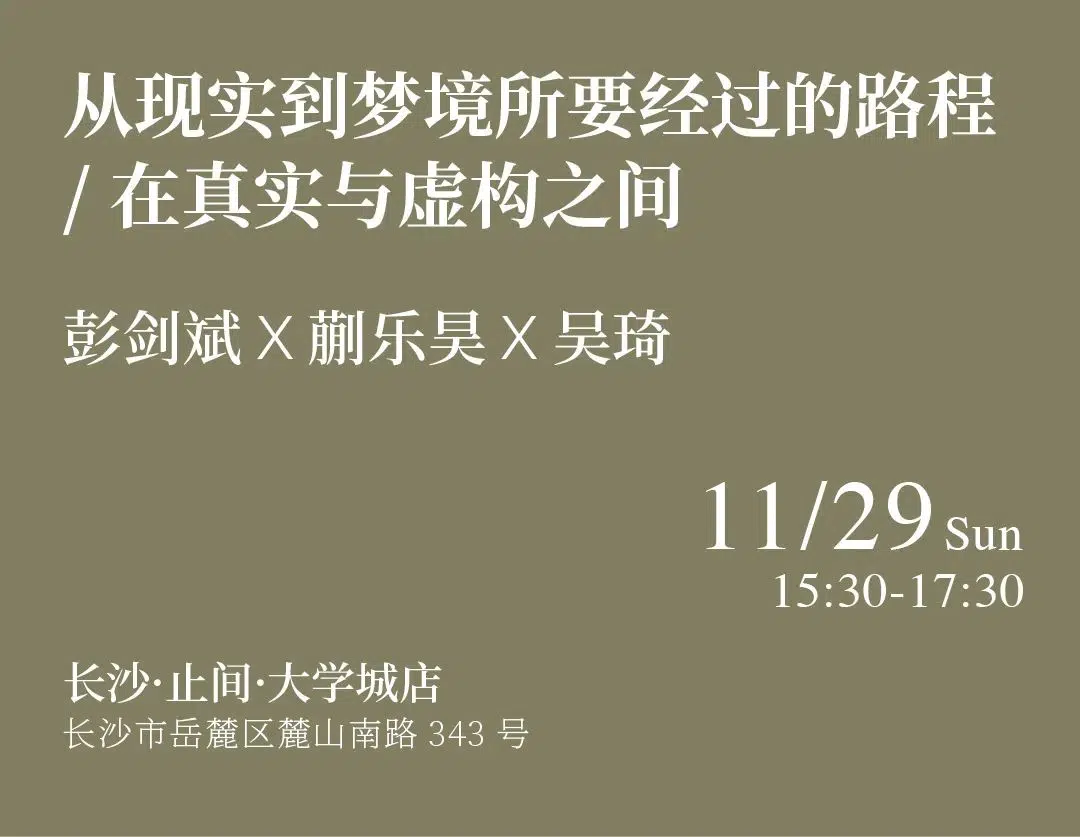 从现实到梦境所要经过的路程
/ 在真实与虚构之间
彭剑斌 X 蒯乐昊 X 吴琦
11/29 Sun
15:30-17:30
长沙·止间·大学城店
长沙市岳麓区麓山南路 343 号